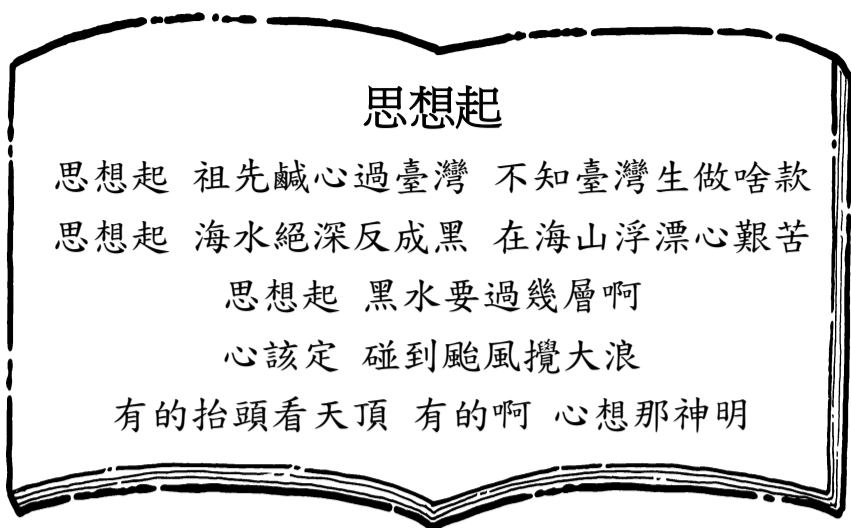 思想起
思想起 祖先鹹心過臺灣 不知臺灣生做啥款
思想起 海水絕深反成黑 在海山浮漂心艱苦
思想起 黑水要過幾層啊
心該定 碰到颱風攪大浪
有的抬頭看天頂 有的啊 心想那神明